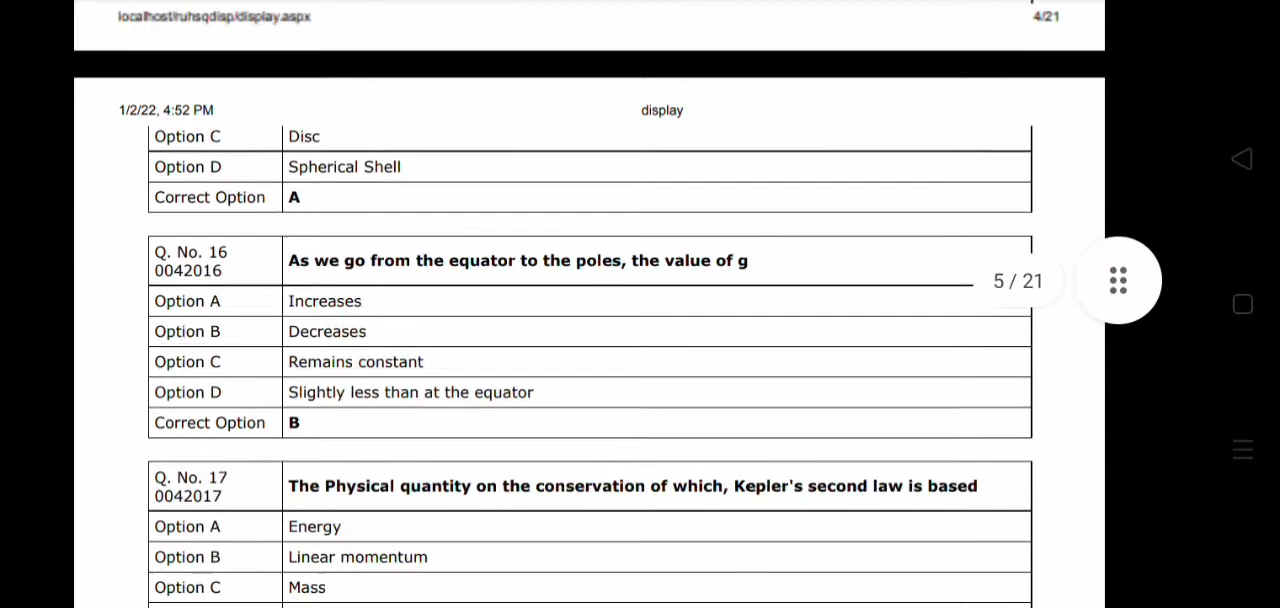 localhost/ruhsqdisp/display.aspx 4/21
1/2/22, 4:52 PM display
Option C Disc
Option D Spherical Shell
Correct Option A
Q. No. 16
0042016
As we go from the equator to the poles, the value of g
5 / 21
Option A Increases
Option B Decreases
Option C Remains constant
Option D Slightly less than at the equator
Correct Option B
Q. No. 17
0042017
The Physical quantity on the conservation of which, Kepler's second law is based
Option A Energy
Option B Linear momentum
Option C Mass